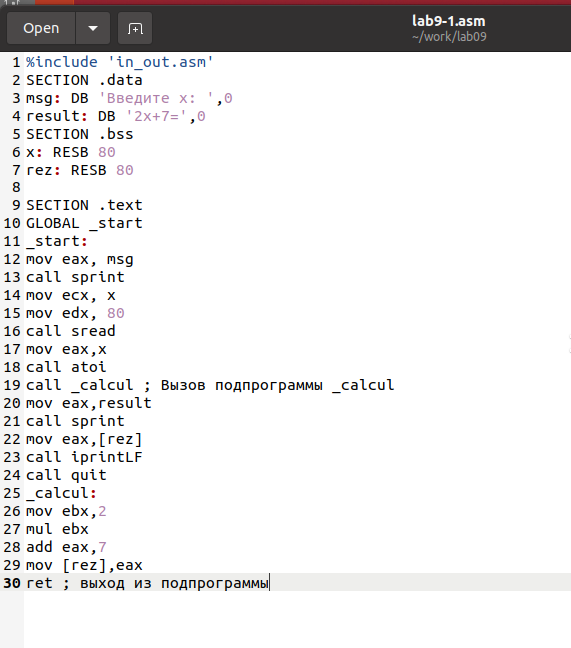 Open
lab9-1.asm
~/work/lab09
1 %include 'in_out.asm'
2 SECTION .data
3 msg: DB 'Введите x: ',0
4 result: DB '2x+7=',0
5 SECTION .bss
6 x: RESB 80
7 rez: RESB 80
8
9 SECTION .text
10 GLOBAL _start
11 _start:
12 mov eax, msg
13 call sprint
14 mov ecx, x
15 mov edx, 80
16 call sread
17 mov eax,x
18 call atoi
19 call _calcul ; Вызов подпрограммы _calcul
20 mov eax,result
21 call sprint
22 mov eax,[rez]
23 call iprintLF
24 call quit
25 _calcul:
26 mov ebx,2
27 mul ebx
28 add eax,7
29 mov [rez],eax
30 ret ; выход из подпрограммы